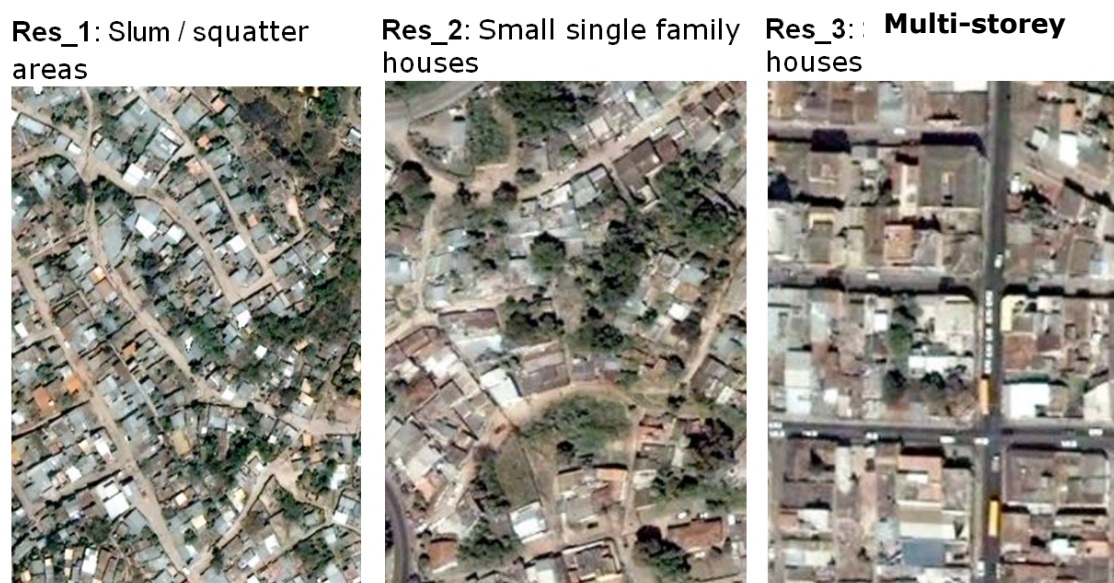 Res_1: Slum / squatter
areas
Res_2: Small single family
houses
Res_3: Multi-storey
houses